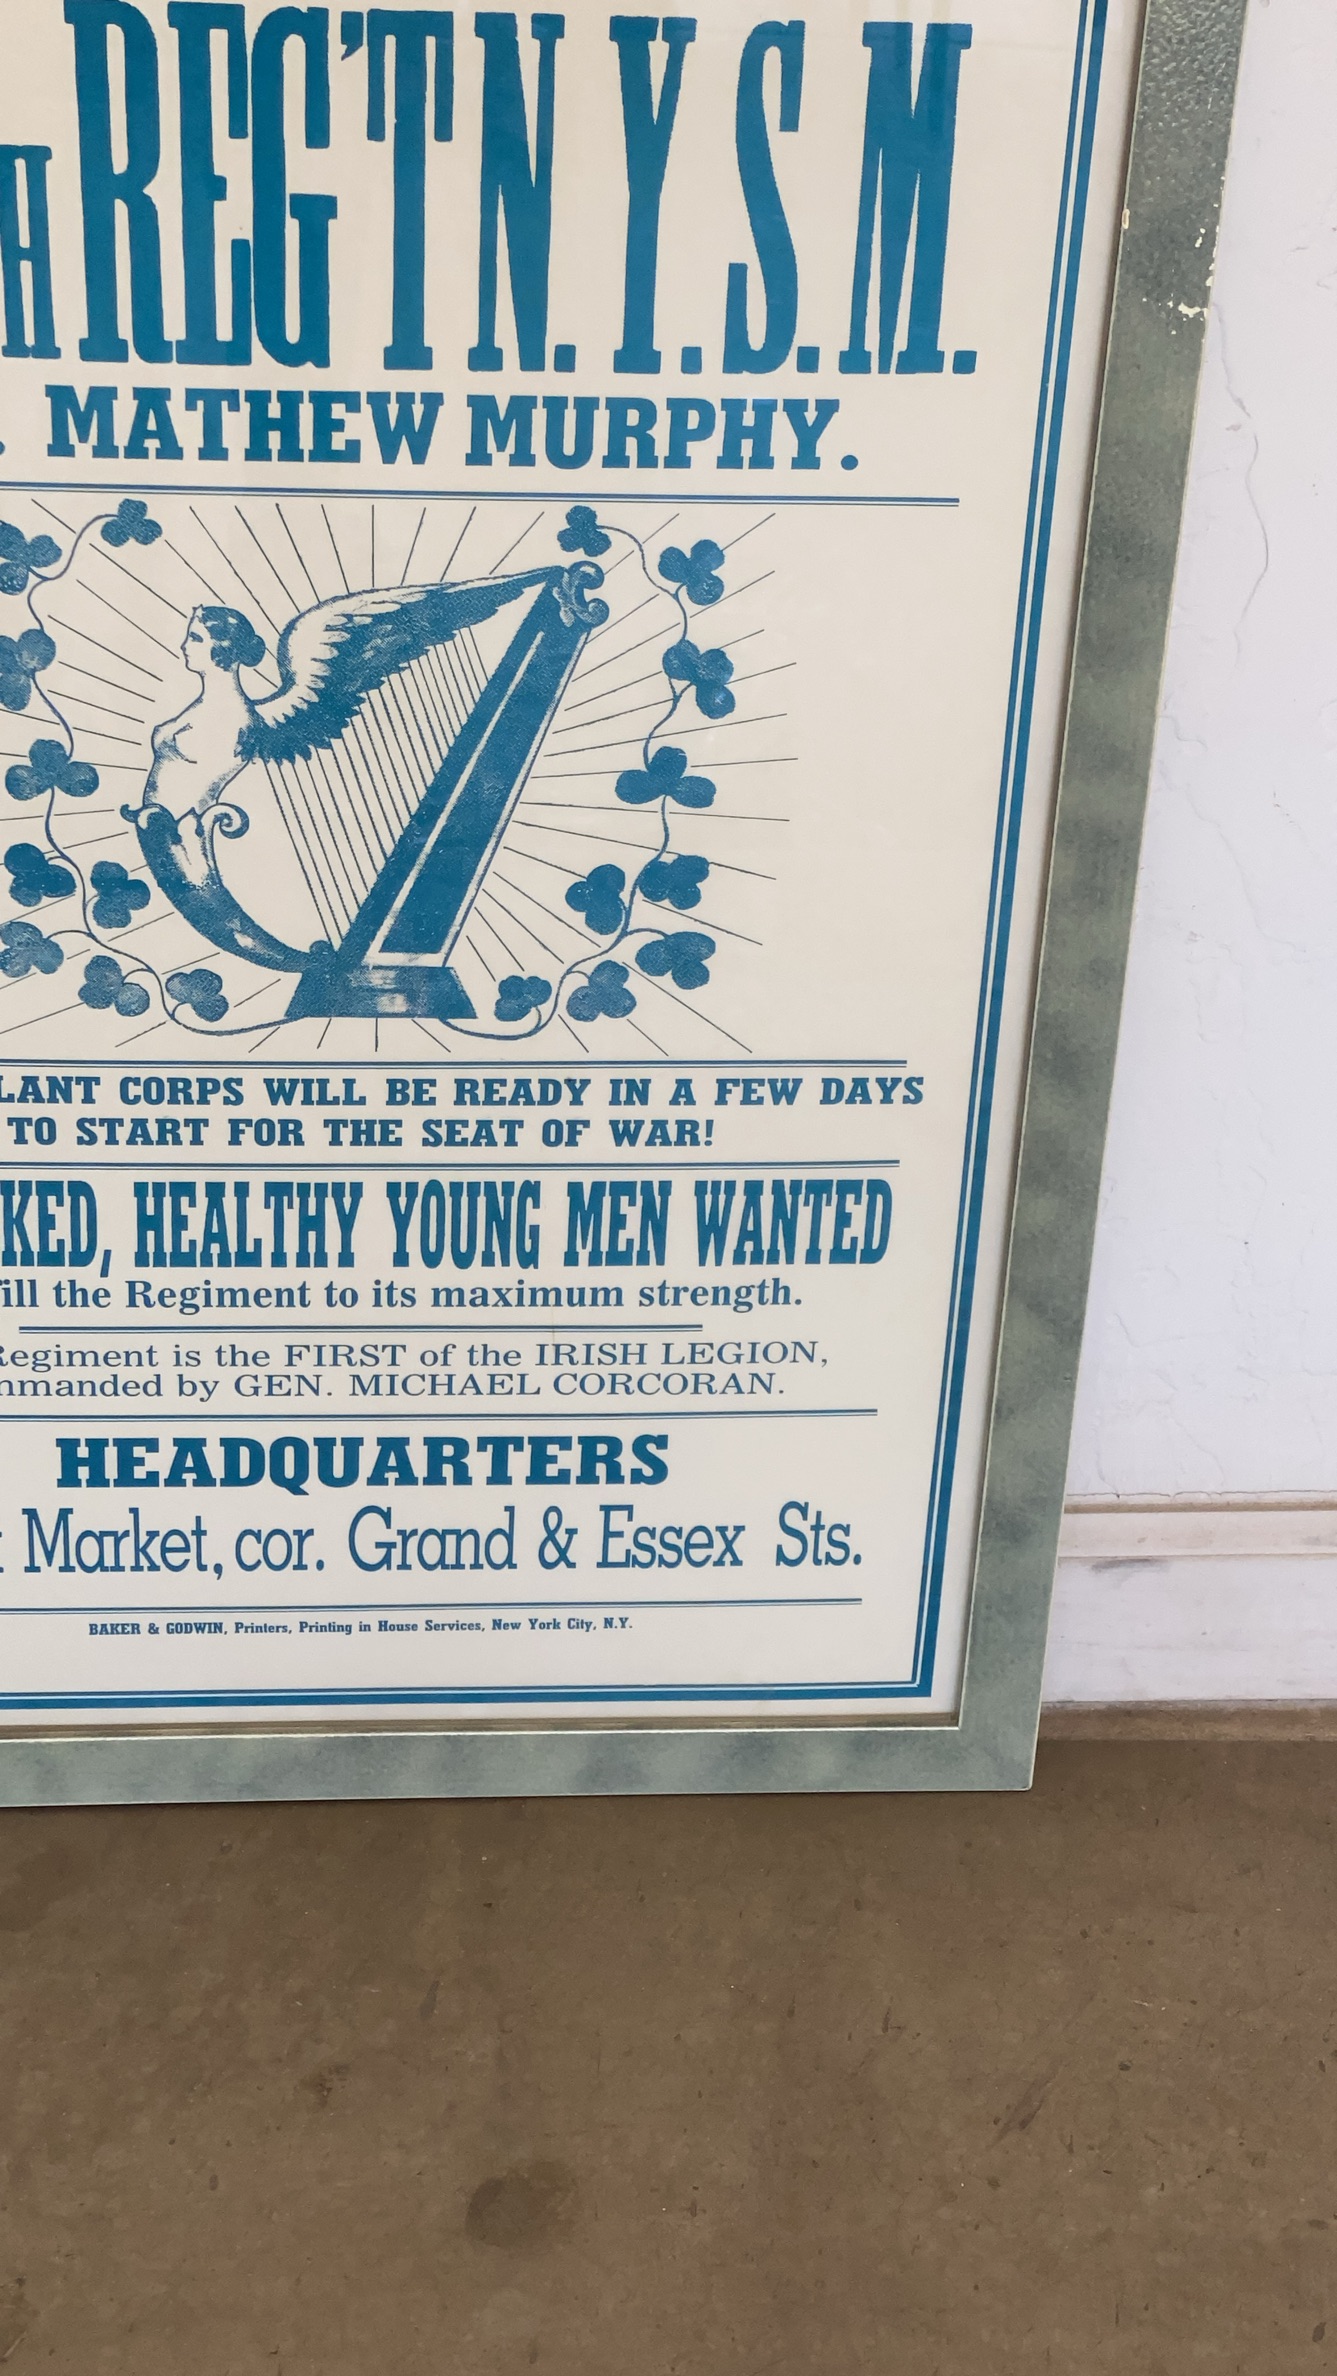 H REG'T N.Y.S.M.
. MATHEW MURPHY.
LANT CORPS WILL BE READY IN A FEW DAYS
TO START FOR THE SEAT OF WAR!
KED, HEALTHY YOUNG MEN WANTED
ill the Regiment to its maximum strength.
egiment is the FIRST of the IRISH LEGION,
mmanded by GEN. MICHAEL CORCORAN.
HEADQUARTERS
Market, cor. Grand & Essex Sts.
BAKER & GODWIN, Printers, Printing in House Services, New York City, N.Y.